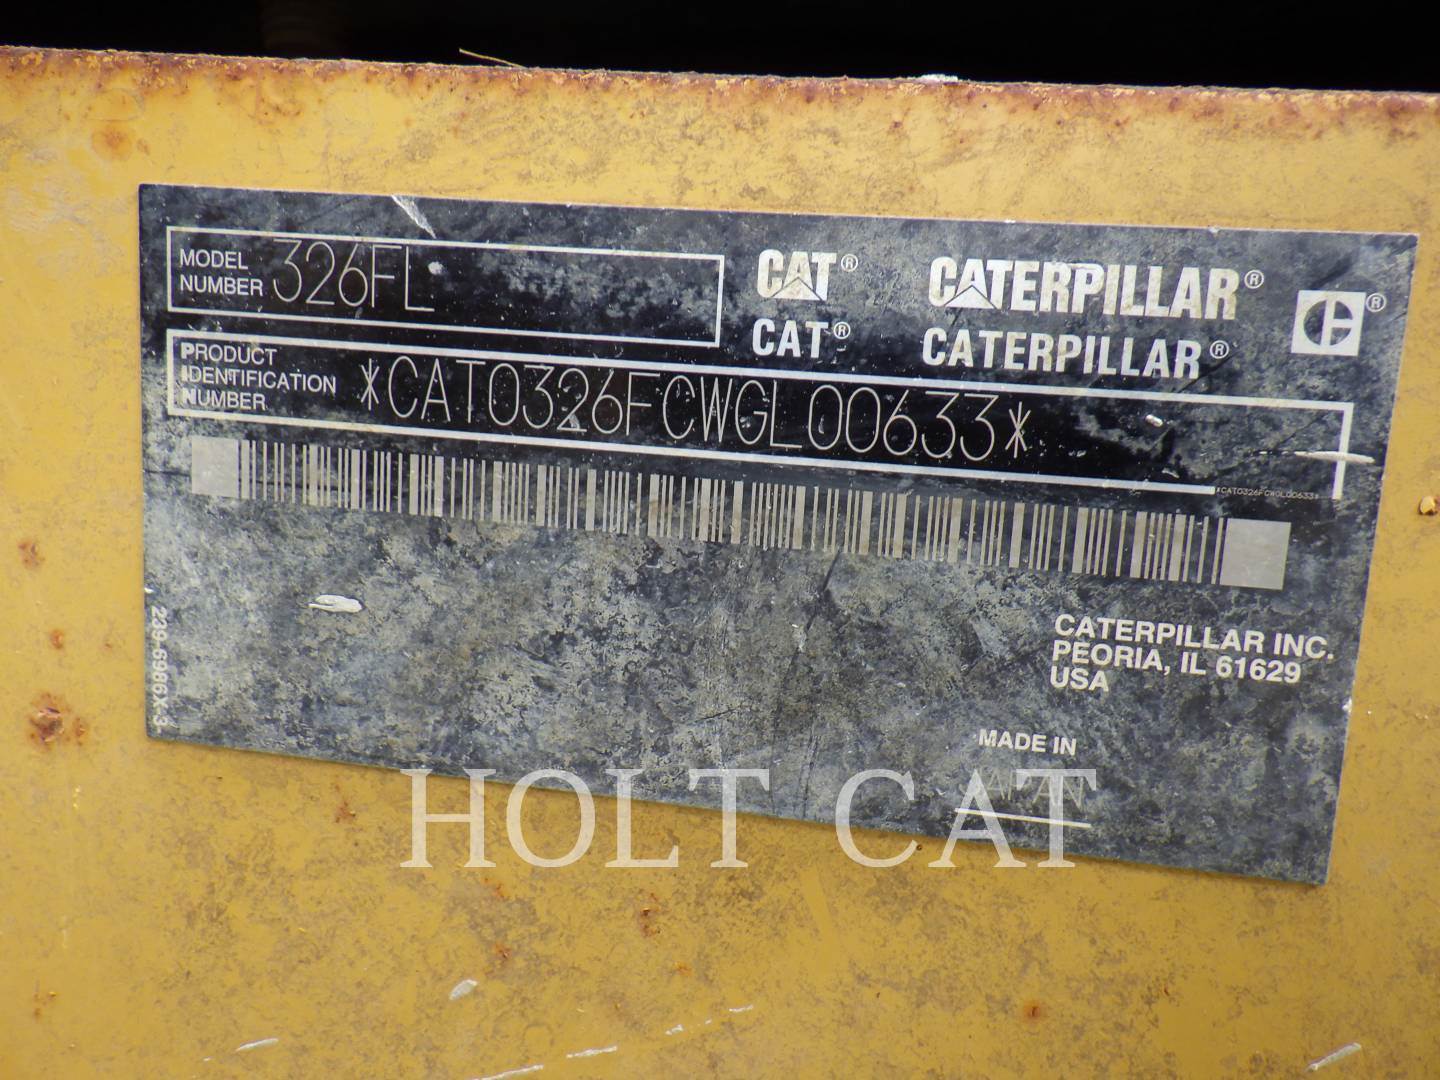 MODEL NUMBER 326FL
CAT® CATERPILLAR® ®
CAT® CATERPILLAR®
PRODUCT IDENTIFICATION NUMBER *CAT0326FCWGL00633*
*CAT0326FCWGL00633*
239-6986X-3
CATERPILLAR INC.
PEORIA, IL 61629
USA
MADE IN
JAPAN
HOLT CAT